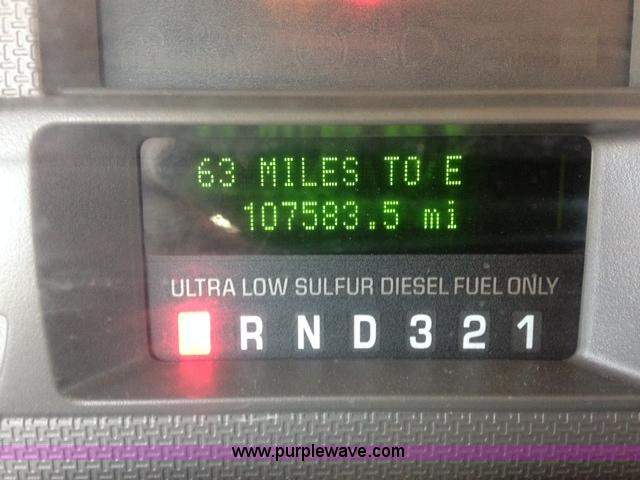 63 MILES TO E
107583.5 mi
ULTRA LOW SULFUR DIESEL FUEL ONLY
R N D 3 2 1
www.purplewave.com